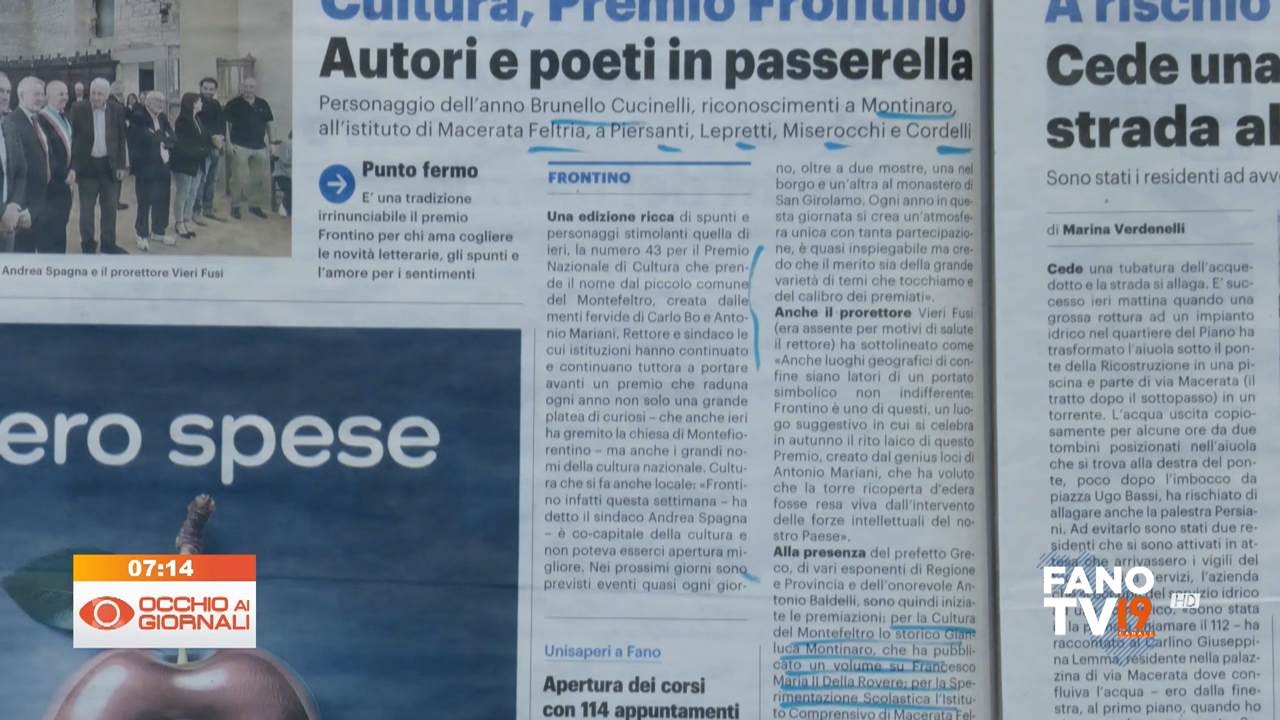 Cultura, Premio Frontino
Autori e poeti in passerella
Personaggio dell'anno Brunello Cucinelli, riconoscimenti a Montinaro,
all'istituto di Macerata Feltria, a Piersanti, Lepretti, Miserocchi e Cordelli
Andrea Spagna e il prorettore Vieri Fusi
Punto fermo
E' una tradizione
irrinunciabile il premio
Frontino per chi ama cogliere
le novità letterarie, gli spunti e
l'amore per i sentimenti
ero spese
FRONTINO
Una edizione ricca di spunti e
personaggi stimolanti quella di
ieri, la numero 43 per il Premio
Nazionale di Cultura che pren-
de il nome dal piccolo comune
del Montefeltro, creata dalle
menti fervide di Carlo Bo e Anto-
nio Mariani. Rettore e sindaco le
cui istituzioni hanno continuato
e continuano tuttora a portare
avanti un premio che raduna
ogni anno non solo una grande
platea di curiosi – che anche ieri
ha gremito la chiesa di Montefio-
rentino – ma anche i grandi no-
mi della cultura nazionale. Cultu-
ra che si fa anche locale: «Fronti-
no infatti questa settimana – ha
detto il sindaco Andrea Spagna
– è co-capitale della cultura e
non poteva esserci apertura mi-
gliore. Nei prossimi giorni sono
previsti eventi quasi ogni gior-
no, oltre a due mostre, una nel
borgo e un'altra al monastero di
San Girolamo. Ogni anno in que-
sta giornata si crea un'atmosfe-
ra unica con tanta partecipazio-
ne, è quasi inspiegabile ma cre-
do che il merito sia della grande
varietà di temi che tocchiamo e
del calibro dei premiati».
Anche il prorettore Vieri Fusi
(era assente per motivi di salute
il rettore) ha sottolineato come
«Anche luoghi geografici di con-
fine siano latori di un portato
simbolico non indifferente:
Frontino è uno di questi, un luo-
go suggestivo in cui si celebra
in autunno il rito laico di questo
Premio, creato dal genius loci di
Antonio Mariani, che ha voluto
che la torre ricoperta d'edera
fosse resa viva dall'intervento
delle forze intellettuali del no-
stro Paese».
Alla presenza del prefetto Gre-
co, di vari esponenti di Regione
e Provincia e dell'onorevole An-
tonio Baldelli, sono quindi inizia-
te le premiazioni: per la Cultura
del Montefeltro lo storico Gian-
luca Montinaro, che ha pubbli-
cato un volume su Francesco
Maria II Della Rovere; per la Spe-
rimentazione Scolastica l'Istitu-
to Comprensivo di Macerata Fel-
Unisaperi a Fano
Apertura dei corsi
con 114 appuntamenti
A rischio
Cede una
strada al
Sono stati i residenti ad avve
di Marina Verdenelli
Cede una tubatura dell'acque-
dotto e la strada si allaga. E' suc-
cesso ieri mattina quando una
grossa rottura ad un impianto
idrico nel quartiere del Piano ha
trasformato l'aiuola sotto il pon-
te della Ricostruzione in una pi-
scina e parte di via Macerata (il
tratto dopo il sottopasso) in un
torrente. L'acqua uscita copio-
samente per alcune ore da due
tombini posizionati nell'aiuola
che si trova alla destra del pon-
te, poco dopo l'imbocco da
piazza Ugo Bassi, ha rischiato di
allagare anche la palestra Persia-
ni. Ad evitarlo sono stati due re-
sidenti che si sono attivati in at-
che arrivassero i vigili del
servizi, l'azienda
del servizio idrico
«Sono stata
la chiamare il 112 – ha
raccontato al Carlino Giuseppi-
na Lemma, residente nella palaz-
zina di via Macerata dove con-
fluiva l'acqua – ero dalla fine-
stra, al primo piano, quando ho
07:14
OCCHIO AI
GIORNALI
FANO
TV19
CANALE
HD